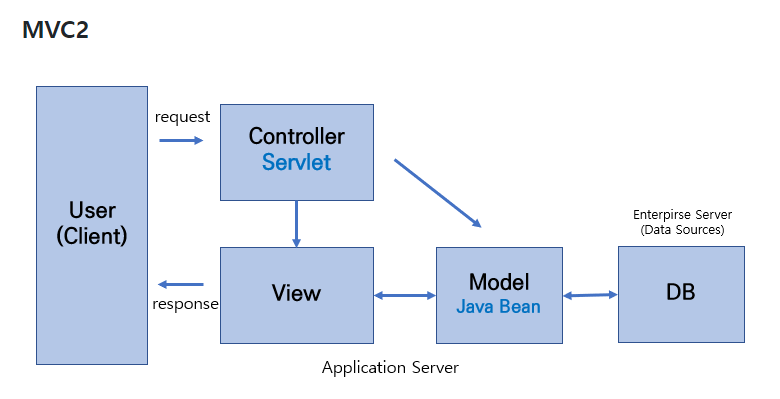 MVC2
request
Controller
Servlet
User
(Client)
Enterpirse Server
(Data Sources)
View
Model
Java Bean
DB
response
Application Server